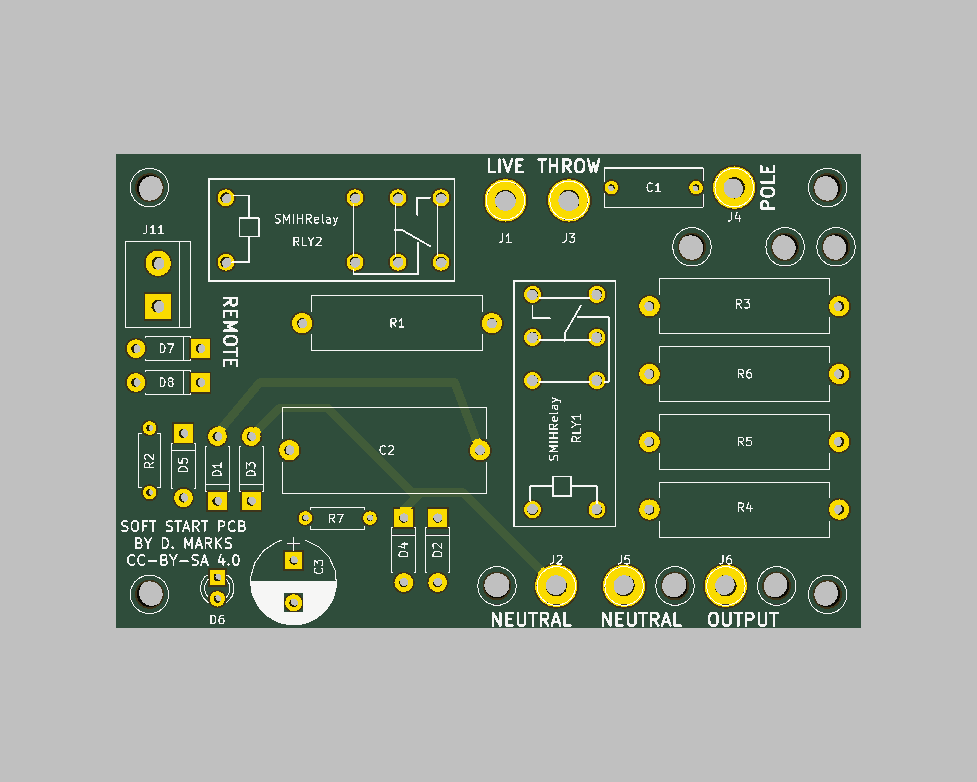 LIVE THROW
POLE
C1
J4
J1
J3
J11
SMIHRelay
RLY2
REMOTE
R1
R3
D7
D8
R6
SMIHRelay
RLY1
R2
D5
D1
D3
C2
R5
R4
R7
D4
D2
SOFT START PCB
BY D. MARKS
CC-BY-SA 4.0
+
C3
D6
J2
J5
J6
NEUTRAL
NEUTRAL
OUTPUT